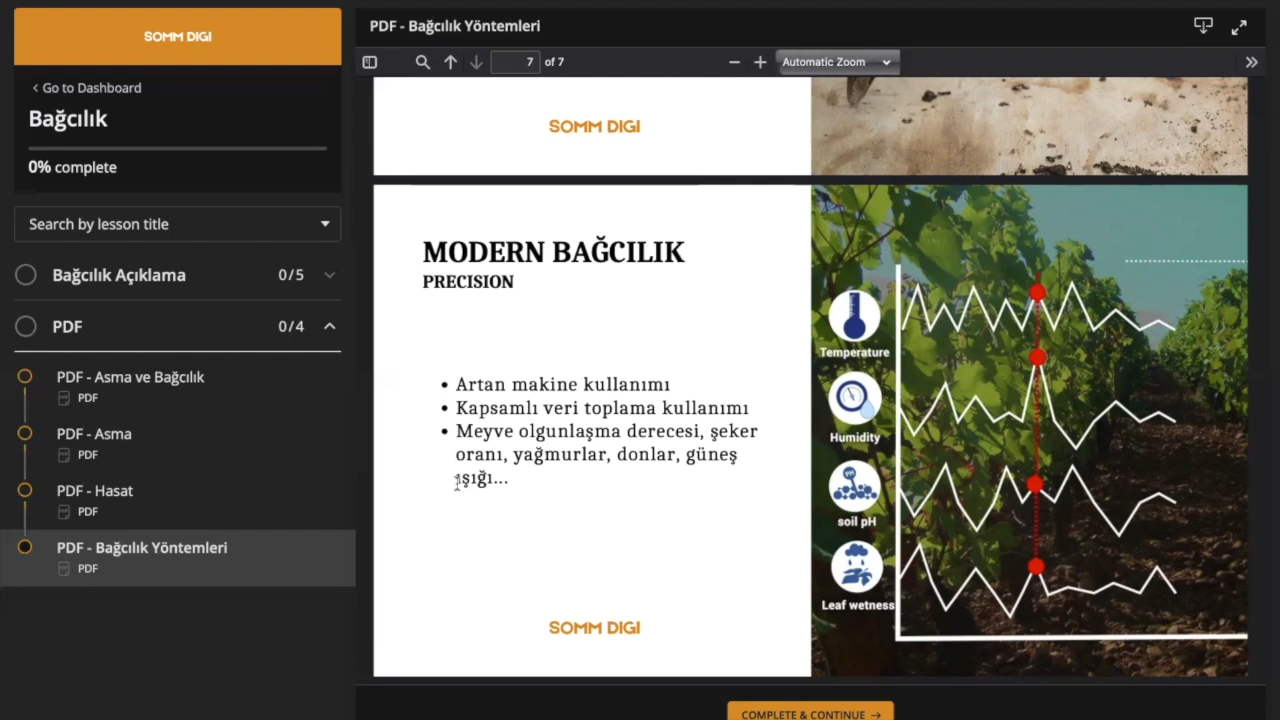 SOMM DIGI
Go to Dashboard
Bağcılık
0% complete
Search by lesson title
Bağcılık Açıklama 0/5
PDF 0/4
PDF - Asma ve Bağcılık
PDF
PDF - Asma
PDF
PDF - Hasat
PDF
PDF - Bağcılık Yöntemleri
PDF
PDF - Bağcılık Yöntemleri
7 of 7
Automatic Zoom
SOMM DIGI
MODERN BAĞCILIK
PRECISION
• Artan makine kullanımı
• Kapsamlı veri toplama kullanımı
• Meyve olgunlaşma derecesi, şeker
oranı, yağmurlar, donlar, güneş
ışığı...
SOMM DIGI
Temperature
Humidity
pH
soil pH
Leaf wetness
COMPLETE & CONTINUE →